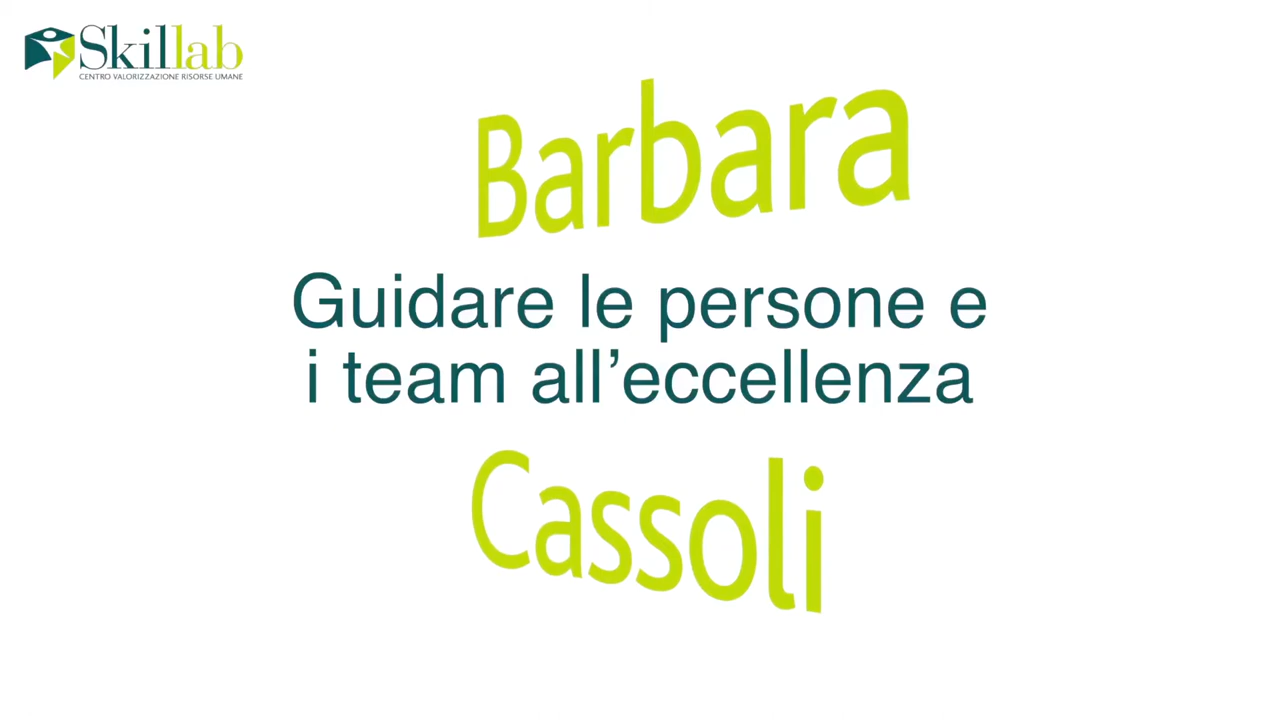 Skillab
CENTRO VALORIZZAZIONE RISORSE UMANE
Barbara
Guidare le persone e
i team all’eccellenza
Cassoli